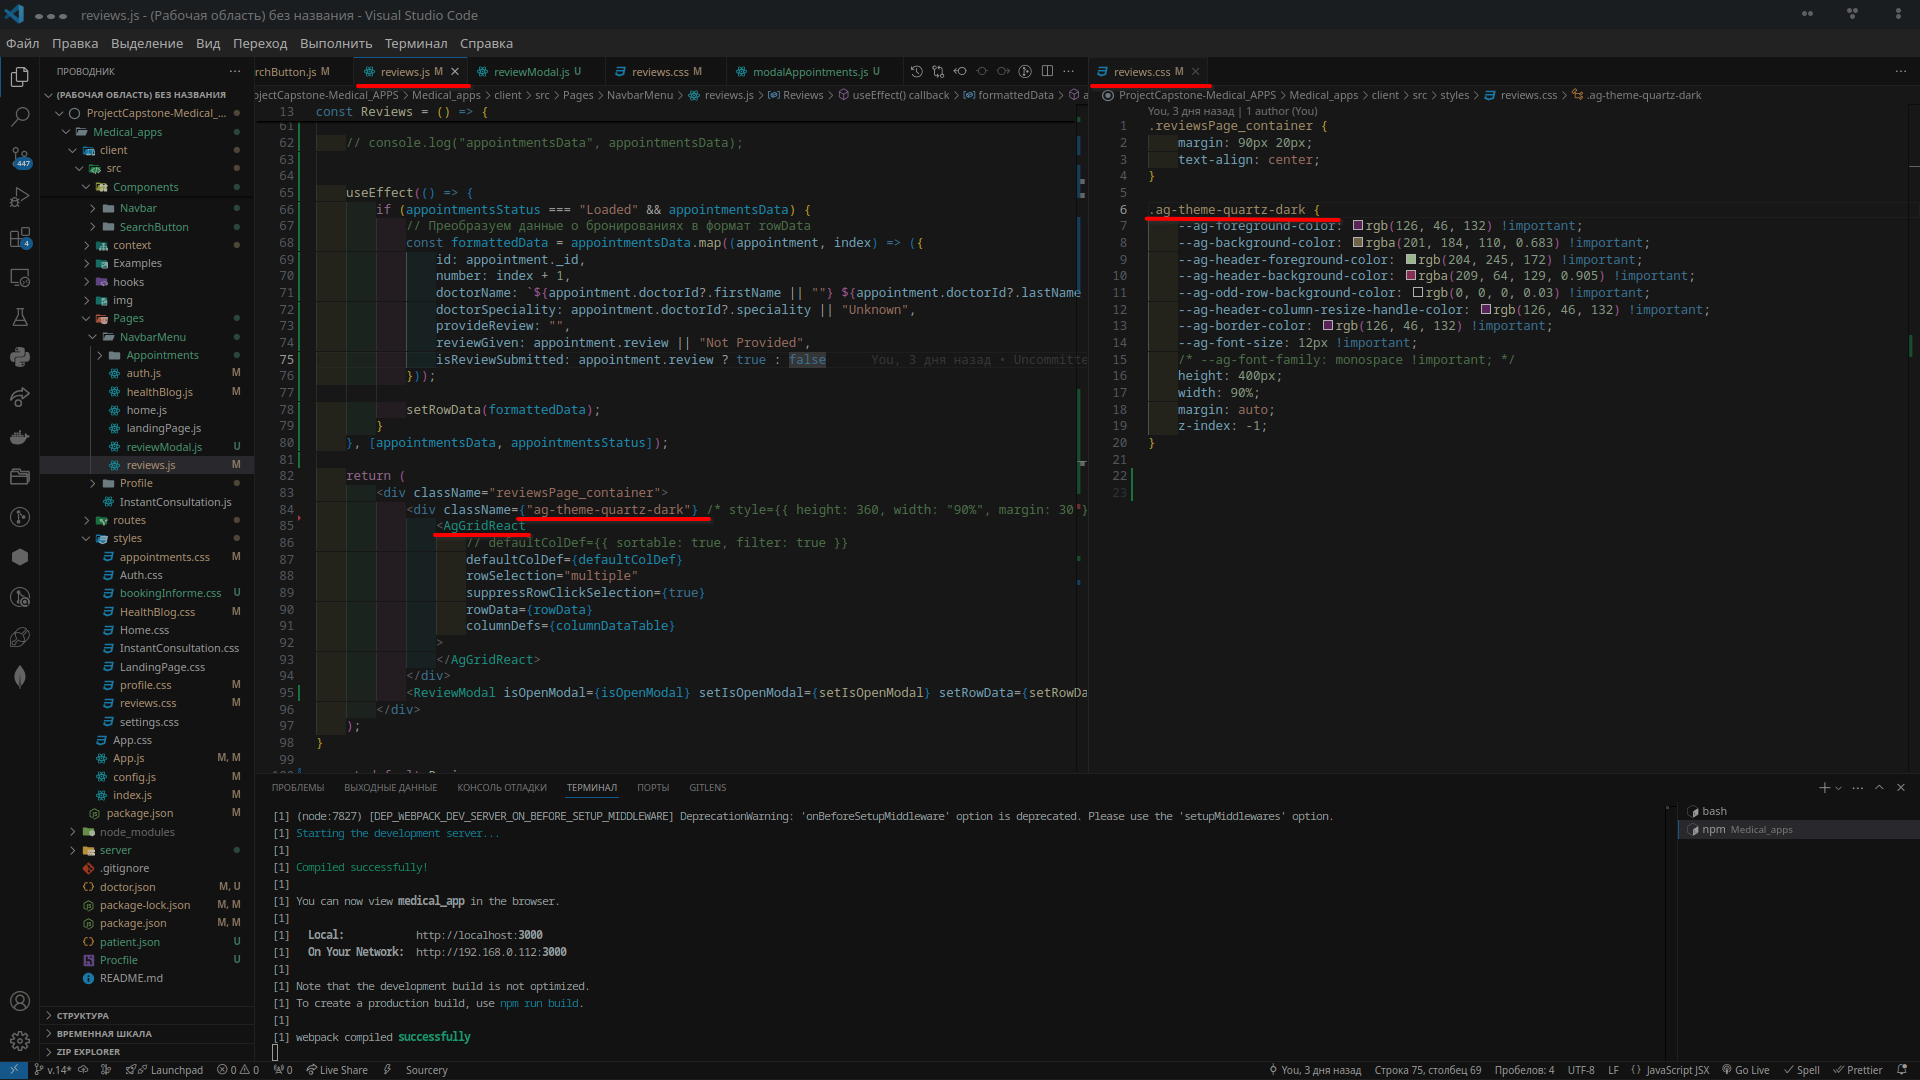 reviews.js - (Рабочая область) без названия - Visual Studio Code
Файл Правка Выделение Вид Переход Выполнить Терминал Справка
ПРОВОДНИК
(РАБОЧАЯ ОБЛАСТЬ) БЕЗ НАЗВАНИЯ
ProjectCapstone-Medical_...
Medical_apps
client
src
Components
Navbar
SearchButton
context
Examples
hooks
img
Pages
NavbarMenu
Appointments
auth.js M
healthBlog.js M
home.js
landingPage.js
reviewModal.js U
reviews.js M
Profile
InstantConsultation.js
routes
styles
appointments.css
Auth.css
bookingInforme.css U
HealthBlog.css M
Home.css
InstantConsultation.css
LandingPage.css
profile.css M
reviews.css M
settings.css
App.css
App.js M, M
config.js M
index.js M
package.json M
node_modules
server
.gitignore
doctor.json M, U
package-lock.json M, M
package.json M, M
patient.json U
Procfile U
README.md
СТРУКТУРА
ВРЕМЕННАЯ ШКАЛА
ZIP EXPLORER
447
4
rchButton.js M reviews.js M reviewModal.js U reviews.css M modalAppointments.js U
ojectCapstone-Medical_APPS > Medical_apps > client > src > Pages > NavbarMenu > reviews.js > Reviews > useEffect() callback > formattedData > a
13 const Reviews = () => {
61
62 // console.log("appointmentsData", appointmentsData);
63
64
65 useEffect(() => {
66 if (appointmentsStatus === "Loaded" && appointmentsData) {
67 // Преобразуем данные о бронированиях в формат rowData
68 const formattedData = appointmentsData.map((appointment, index) => ({
69 id: appointment._id,
70 number: index + 1,
71 doctorName: `${appointment.doctorId?.firstName || ""} ${appointment.doctorId?.lastName
72 doctorSpeciality: appointment.doctorId?.speciality || "Unknown",
73 provideReview: "",
74 reviewGiven: appointment.review || "Not Provided",
75 isReviewSubmitted: appointment.review ? true : false You, 3 дня назад • Uncommitte
76 }));
77
78 setRowData(formattedData);
79 }
80 }, [appointmentsData, appointmentsStatus]);
81
82 return (
83 <div className="reviewsPage_container">
84 <div className={"ag-theme-quartz-dark"} /* style={{ height: 360, width: "90%", margin: 30 }
85 <AgGridReact
86 // defaultColDef={{ sortable: true, filter: true }}
87 defaultColDef={defaultColDef}
88 rowSelection="multiple"
89 suppressRowClickSelection={true}
90 rowData={rowData}
91 columnDefs={columnDataTable}
92 >
93 </AgGridReact>
94 </div>
95 <ReviewModal isOpenModal={isOpenModal} setIsOpenModal={setIsOpenModal} setRowData={setRowDa
96 </div>
97 );
98 }
99
reviews.css M
ProjectCapstone-Medical_APPS > Medical_apps > client > src > styles > reviews.css > .ag-theme-quartz-dark
You, 3 дня назад | 1 author (You)
1 .reviewsPage_container {
2 margin: 90px 20px;
3 text-align: center;
4 }
5
6 .ag-theme-quartz-dark {
7 --ag-foreground-color: rgb(126, 46, 132) !important;
8 --ag-background-color: rgba(201, 184, 110, 0.683) !important;
9 --ag-header-foreground-color: rgb(204, 245, 172) !important;
10 --ag-header-background-color: rgba(209, 64, 129, 0.905) !important;
11 --ag-odd-row-background-color: rgb(0, 0, 0, 0.03) !important;
12 --ag-header-column-resize-handle-color: rgb(126, 46, 132) !important;
13 --ag-border-color: rgb(126, 46, 132) !important;
14 --ag-font-size: 12px !important;
15 /* --ag-font-family: monospace !important; */
16 height: 400px;
17 width: 90%;
18 margin: auto;
19 z-index: -1;
20 }
21
22
23
ПРОБЛЕМЫ ВЫХОДНЫЕ ДАННЫЕ КОНСОЛЬ ОТЛАДКИ ТЕРМИНАЛ ПОРТЫ GITLENS
[1] (node:7827) [DEP_WEBPACK_DEV_SERVER_ON_BEFORE_SETUP_MIDDLEWARE] DeprecationWarning: 'onBeforeSetupMiddleware' option is deprecated. Please use the 'setupMiddlewares' option.
[1] Starting the development server...
[1]
[1] Compiled successfully!
[1]
[1] You can now view medical_app in the browser.
[1]
[1] Local: http://localhost:3000
[1] On Your Network: http://192.168.0.112:3000
[1]
[1] Note that the development build is not optimized.
[1] To create a production build, use npm run build.
[1]
[1] webpack compiled successfully
bash
npm Medical_apps
v.14* Launchpad 0 0 0 Live Share Sourcery
You, 3 дня назад Строка 75, столбец 69 Пробелов: 4 UTF-8 LF {} JavaScript JSX Go Live Spell Prettier